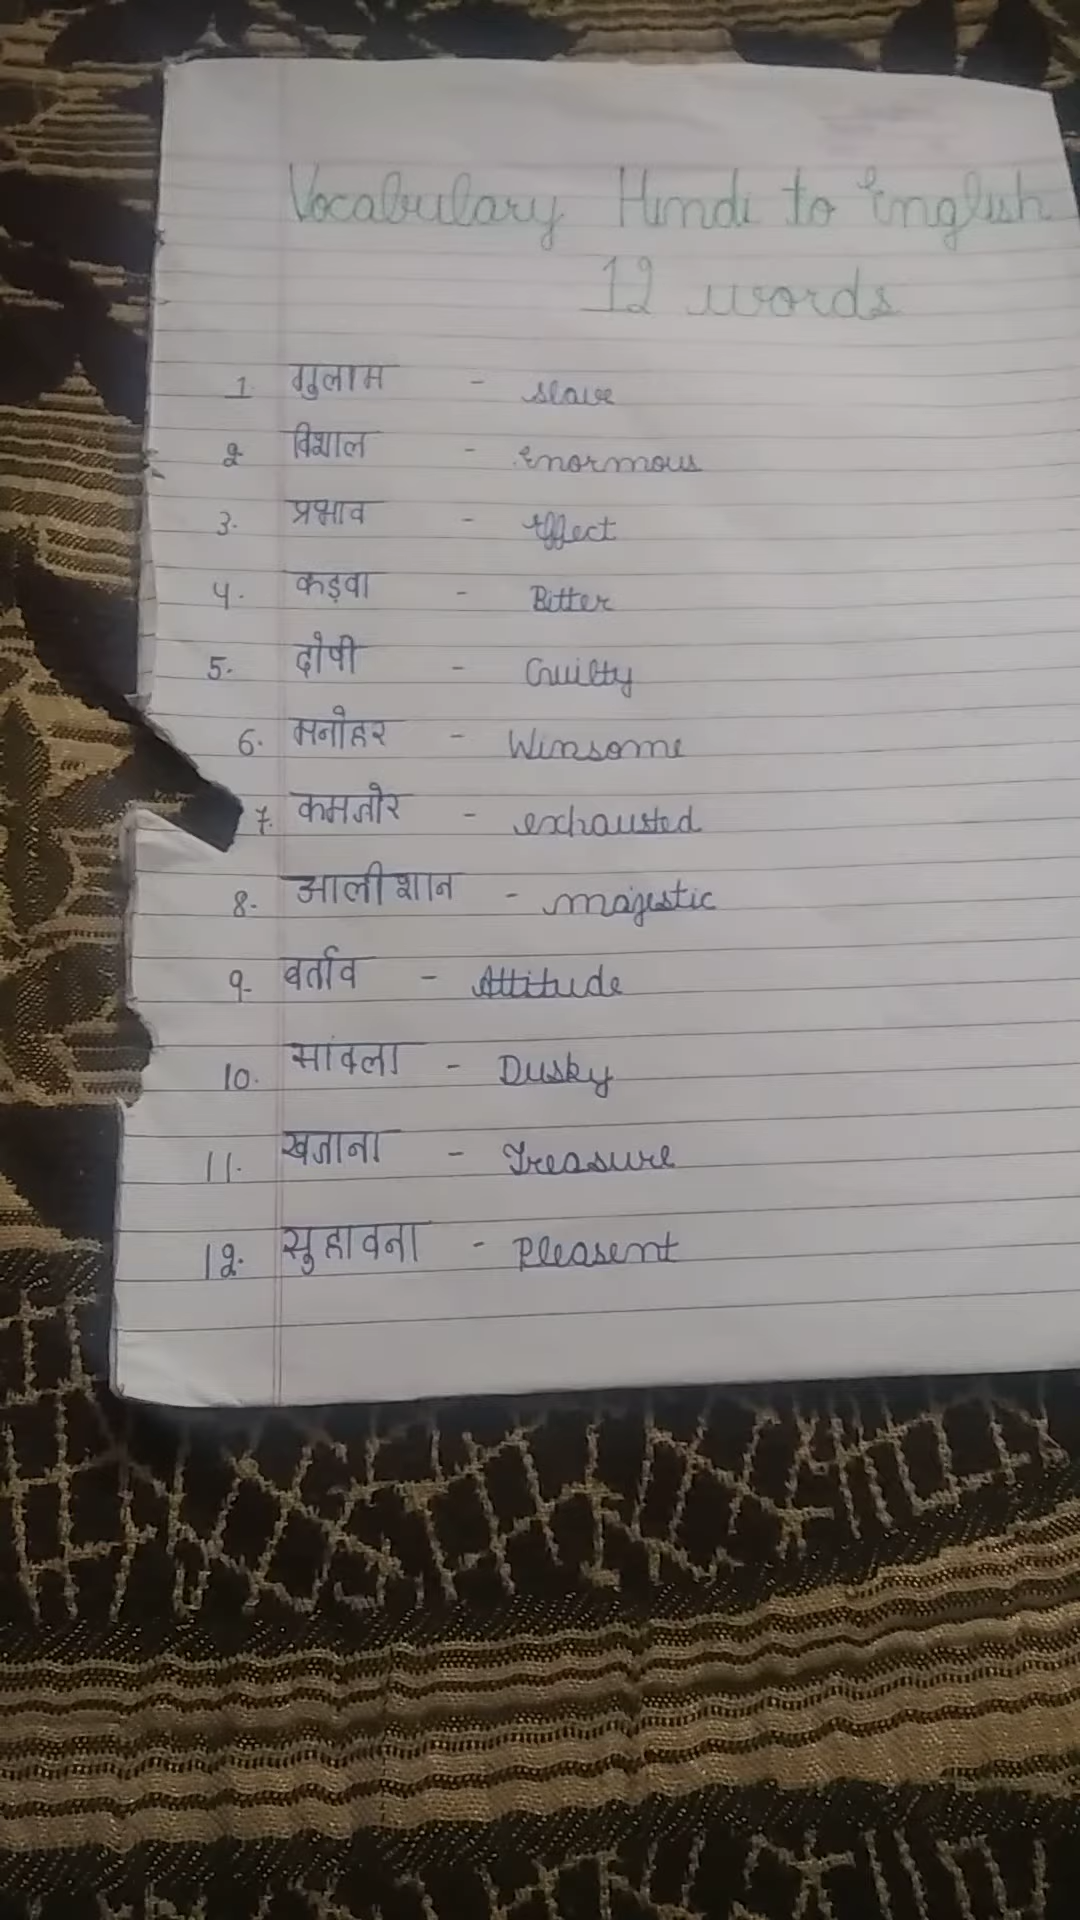 Vocabulary Hindi to English
12 words
1. गुलाम - slave
2 विशाल - enormous
3. प्रभाव - Effect
4. कड़वा - Bitter
5. दोषी - Guilty
6. मनोहर - Winsome
7. कमजोर - exhausted
8. आलीशान - majestic
9. बर्ताव - Attitude
10. सांवला - Dusky
11. खजाना - Treasure
12. सुहावना - Pleasent